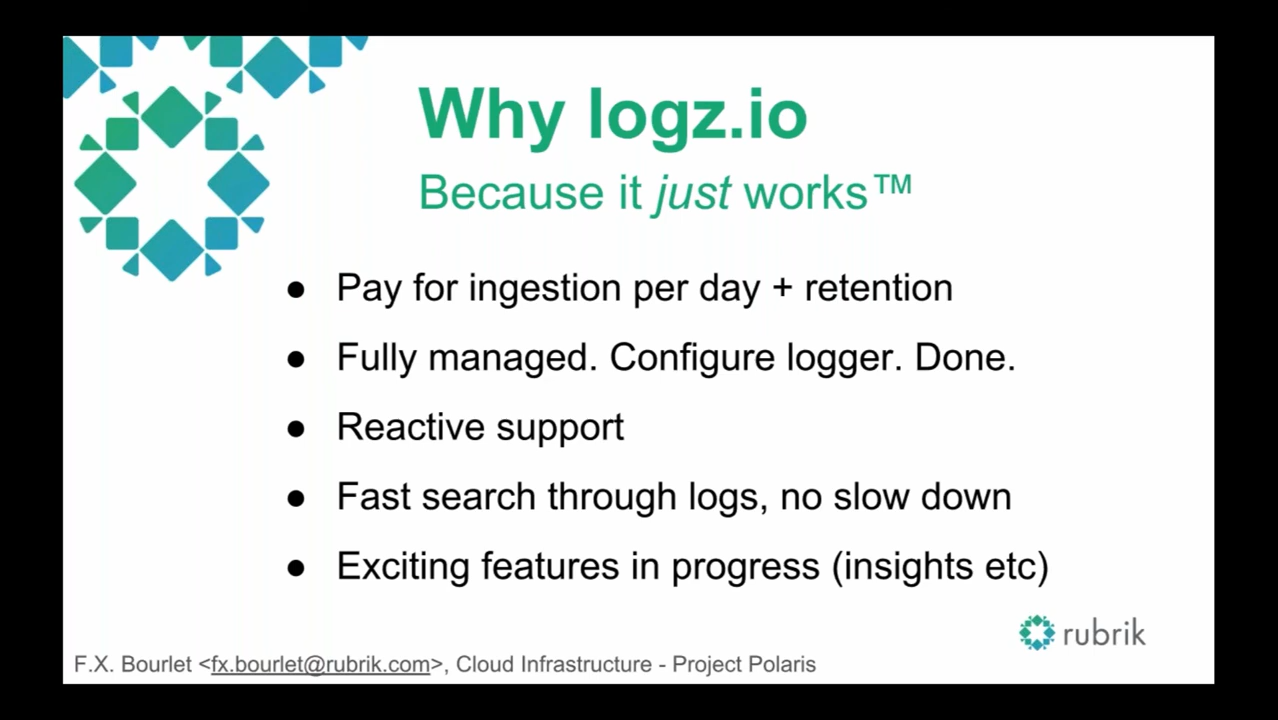 Why logz.io
Because it just works™
● Pay for ingestion per day + retention
● Fully managed. Configure logger. Done.
● Reactive support
● Fast search through logs, no slow down
● Exciting features in progress (insights etc)
rubrik
F.X. Bourlet <fx.bourlet@rubrik.com>, Cloud Infrastructure - Project Polaris